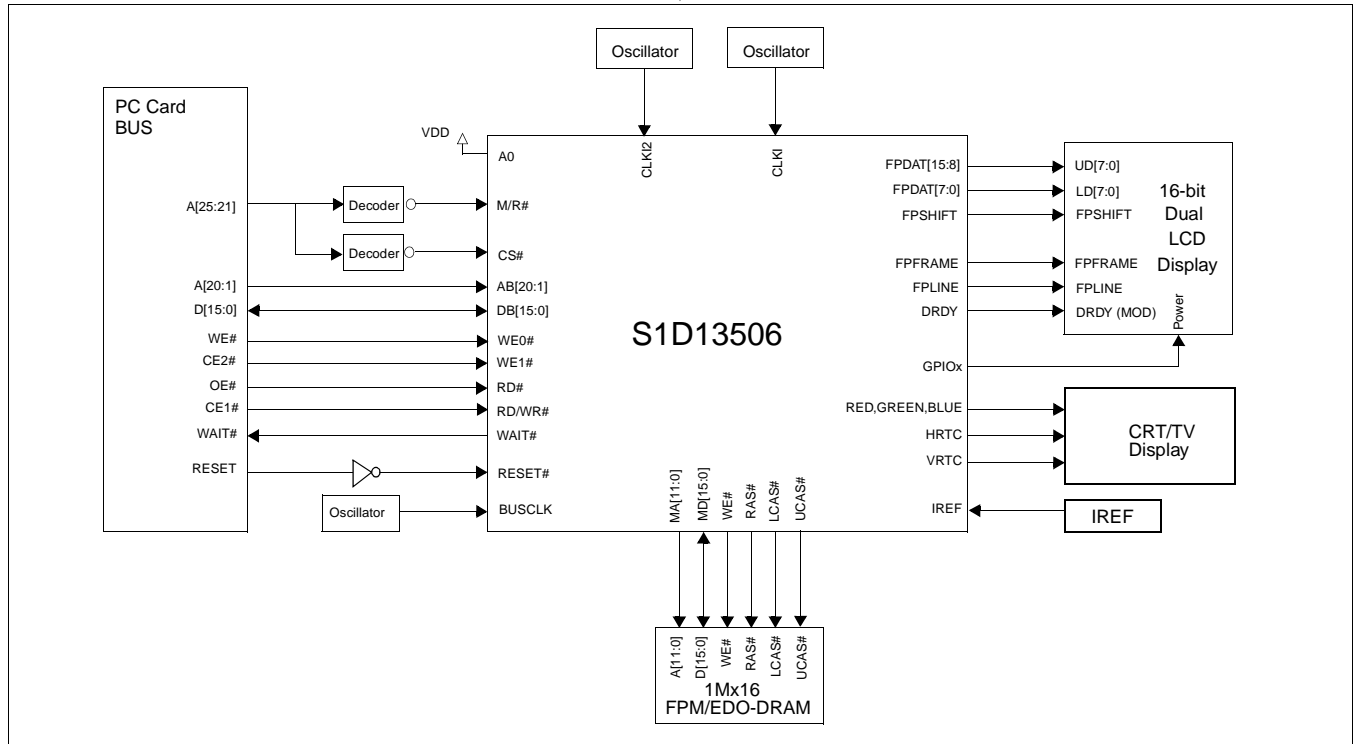 Oscillator
Oscillator
PC Card
BUS
VDD
A0
CLKI2
CLKI
A[25:21]
Decoder
M/R#
Decoder
CS#
A[20:1]
AB[20:1]
D[15:0]
DB[15:0]
WE#
WE0#
CE2#
WE1#
OE#
RD#
CE1#
RD/WR#
WAIT#
WAIT#
RESET
RESET#
Oscillator
BUSCLK
S1D13506
FPDAT[15:8]
UD[7:0]
FPDAT[7:0]
LD[7:0]
FPSHIFT
FPSHIFT
16-bit
Dual
LCD
Display
FPFRAME
FPFRAME
FPLINE
FPLINE
DRDY
DRDY (MOD)
Power
GPIOx
RED,GREEN,BLUE
HRTC
VRTC
CRT/TV
Display
IREF
IREF
MA[11:0]
MD[15:0]
WE#
RAS#
LCAS#
UCAS#
A[11:0]
D[15:0]
WE#
RAS#
LCAS#
UCAS#
1Mx16
FPM/EDO-DRAM